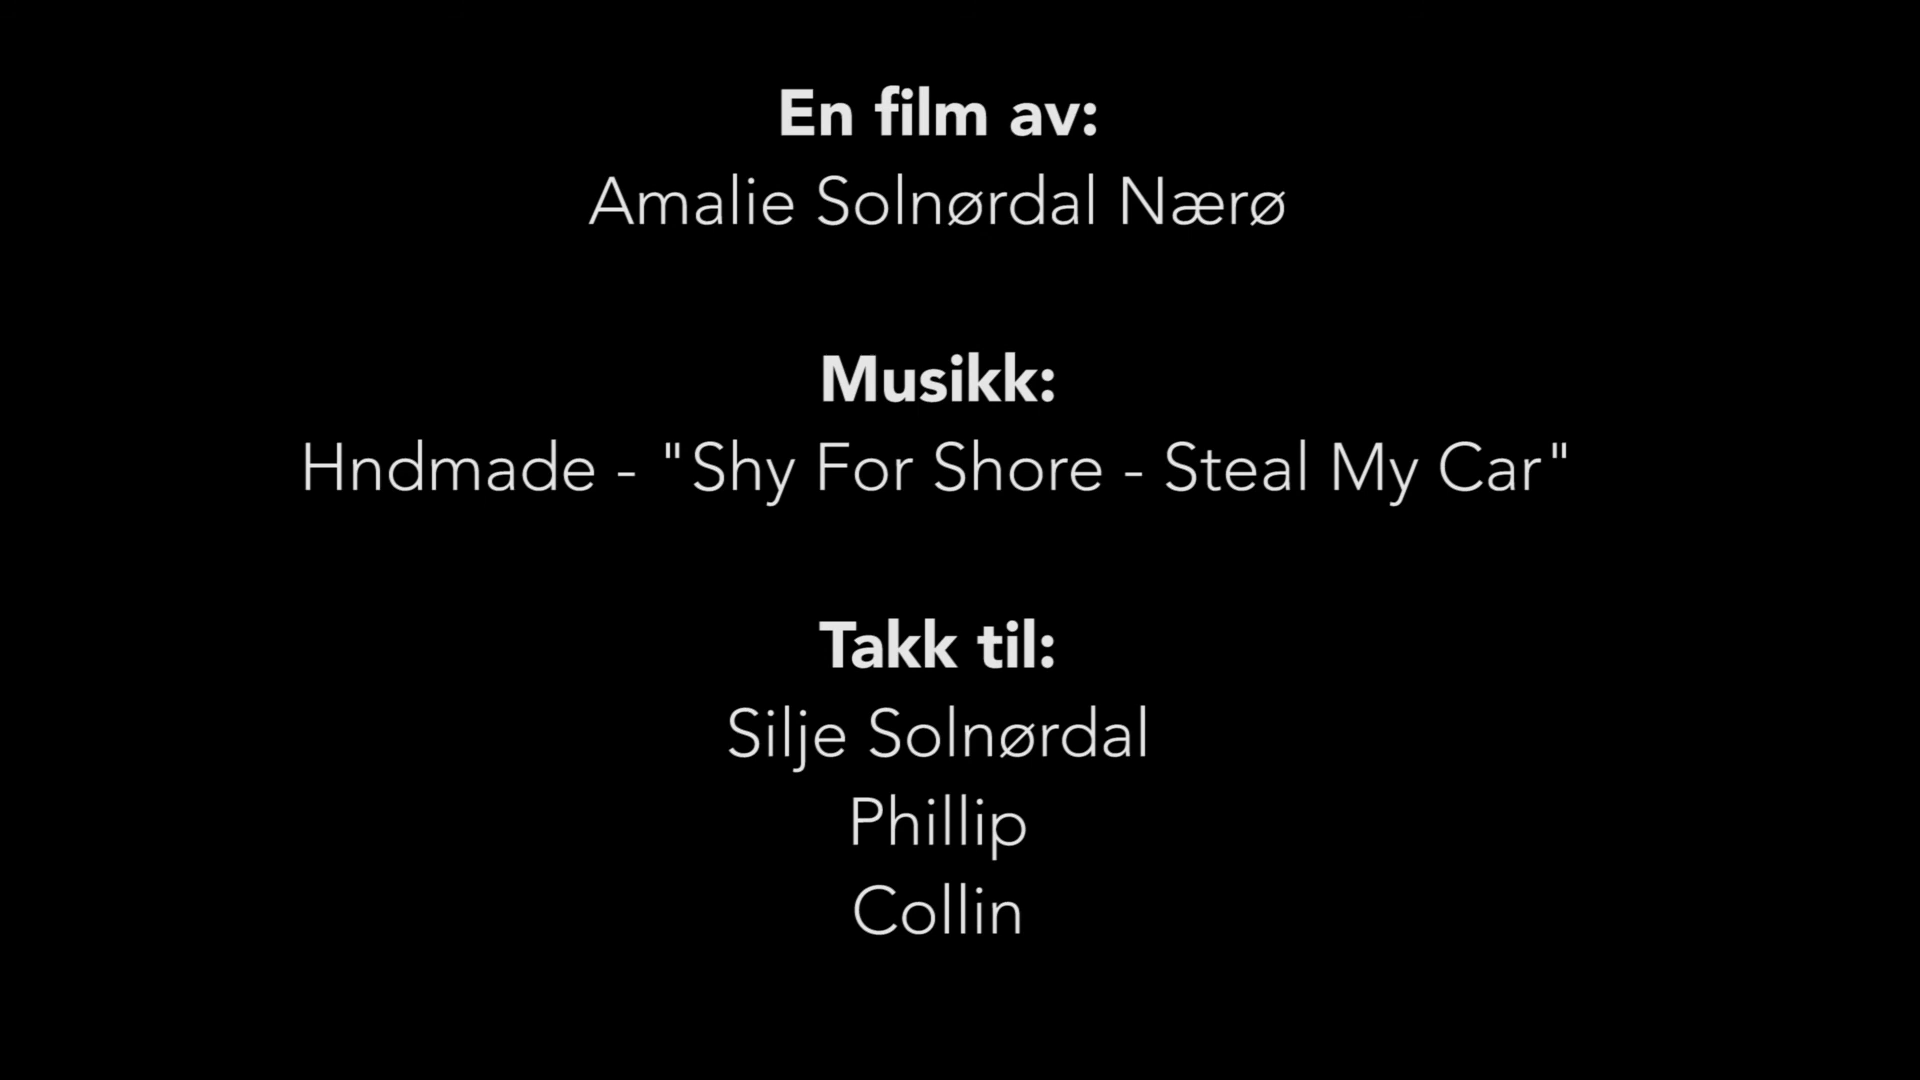 En film av:
Amalie Solnørdal Nærø
Musikk:
Hndmade - "Shy For Shore - Steal My Car"
Takk til:
Silje Solnørdal
Phillip
Collin